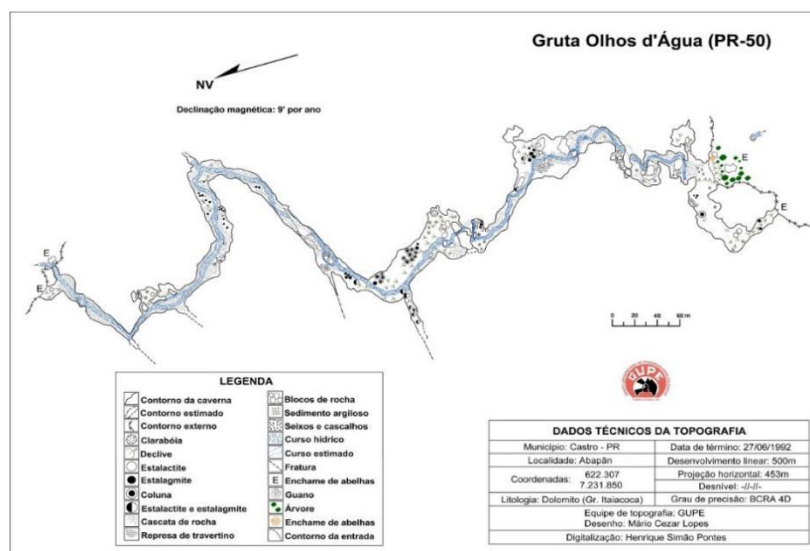 Gruta Olhos d'Água (PR-50)
NV
Declinação magnética: 9' por ano
E
E
E
E
0 20 40 60 m
GUPE
LEGENDA
Contorno da caverna
Contorno estimado
Contorno externo
Clarabóia
Declive
Estalactite
Estalagmite
Coluna
Estalactite e estalagmite
Cascata de rocha
Represa de travertino
Blocos de rocha
Sedimento argiloso
Seixos e cascalhos
Curso hídrico
Curso estimado
Fratura
E Enchame de abelhas
Guano
Árvore
Enchame de abelhas
Contorno da entrada
DADOS TÉCNICOS DA TOPOGRAFIA
Município: Castro - PR
Data de término: 27/06/1992
Localidade: Abapãn
Desenvolvimento linear: 500m
Coordenadas: 622.307
7.231.850
Projeção horizontal: 453m
Desnível: -//-//-
Litologia: Dolomito (Gr. Itaiacoca)
Grau de precisão: BCRA 4D
Equipe de topografia: GUPE
Desenho: Mário Cezar Lopes
Digitalização: Henrique Simão Pontes